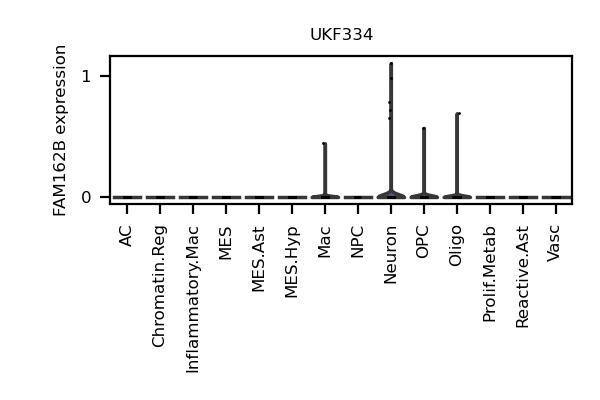 UKF334
FAM162B expression
1
0
AC
Chromatin.Reg
Inflammatory.Mac
MES
MES.Ast
MES.Hyp
Mac
NPC
Neuron
OPC
Oligo
Prolif.Metab
Reactive.Ast
Vasc